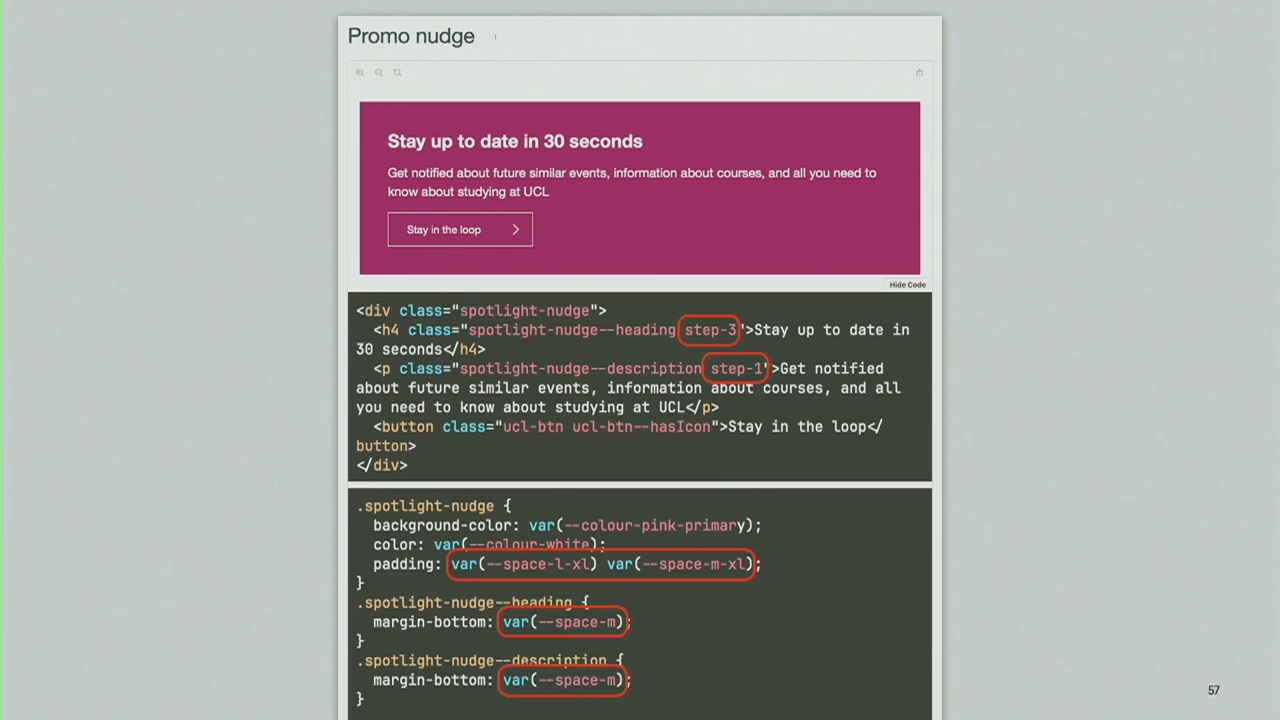 Promo nudge
Stay up to date in 30 seconds
Get notified about future similar events, information about courses, and all you need to
know about studying at UCL
Stay in the loop
Hide Code
<div class="spotlight-nudge">
<h4 class="spotlight-nudge--heading step-3">Stay up to date in
30 seconds</h4>
<p class="spotlight-nudge--description step-1">Get notified
about future similar events, information about courses, and all
you need to know about studying at UCL</p>
<button class="ucl-btn ucl-btn--hasIcon">Stay in the loop</
button>
</div>
.spotlight-nudge {
background-color: var(--colour-pink-primary);
color: var(--colour-white);
padding: var(--space-l-xl) var(--space-m-xl);
}
.spotlight-nudge--heading {
margin-bottom: var(--space-m);
}
.spotlight-nudge--description {
margin-bottom: var(--space-m);
}
57